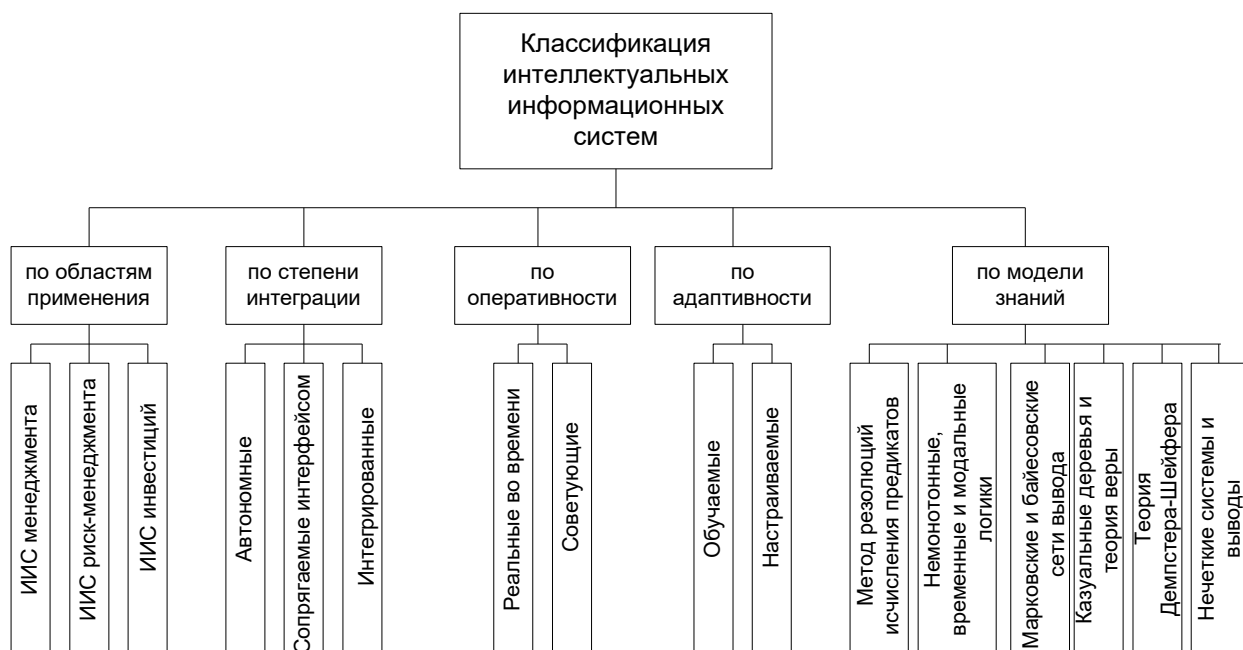 Классификация
интеллектуальных
информационных
систем
по областям
применения
по степени
интеграции
по
оперативности
по
адаптивности
по модели
знаний
ИИС менеджмента
ИИС риск-менеджмента
ИИС инвестиций
Автономные
Сопрягаемые интерфейсом
Интегрированные
Реальные во времени
Советующие
Обучаемые
Настраиваемые
Метод резолюций
исчисления предикатов
Немонотонные,
временные и модальные
логики
Марковские и байесовские
сети вывода
Казуальные деревья и
теория веры
Теория
Демпстера-Шейфера
Нечеткие системы и
выводы